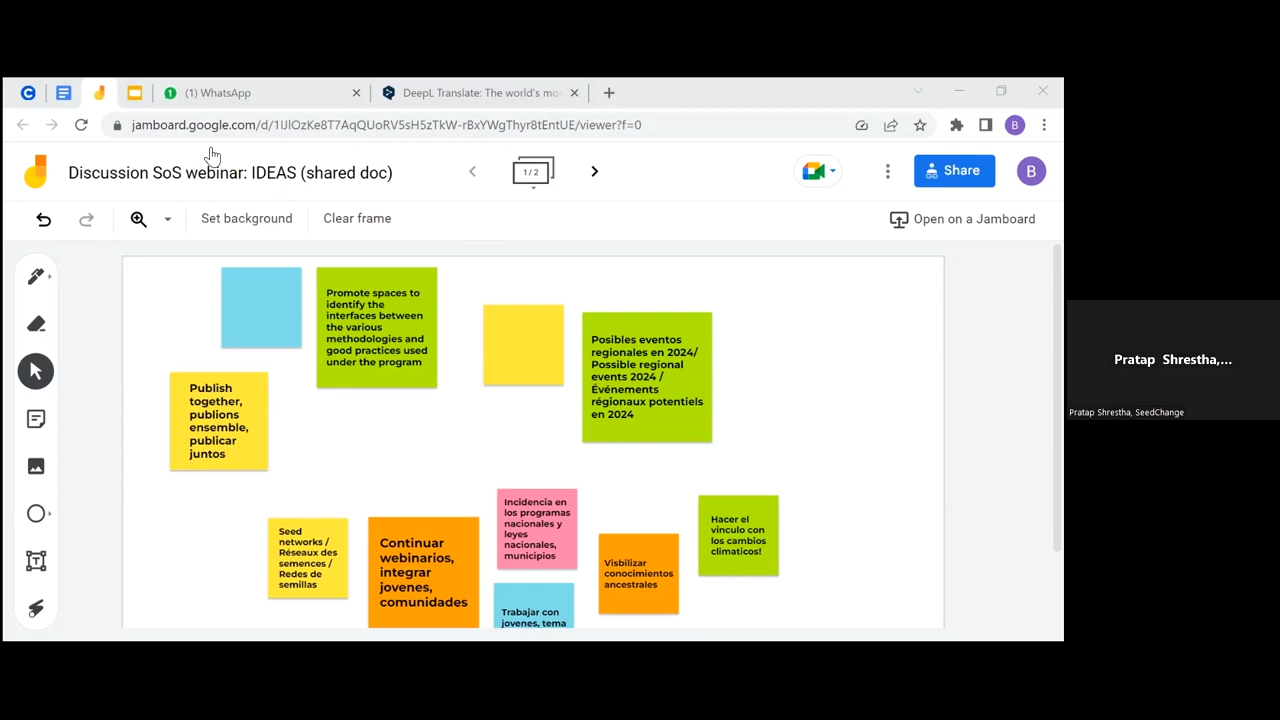 (1) WhatsApp
DeepL Translate: The world's mos
jamboard.google.com/d/1lJlOzKe8T7AqQUoRV5sH5zTkW-rBxYWgThyr8tEntUE/viewer?f=0
B
Discussion SoS webinar: IDEAS (shared doc)
1 / 2
Share
B
Set background
Clear frame
Open on a Jamboard
Promote spaces to
identify the
interfaces between
the various
methodologies and
good practices used
under the program
Posibles eventos
regionales en 2024/
Possible regional
events 2024 /
Événements
régionaux potentiels
en 2024
Publish
together,
publions
ensemble,
publicar
juntos
Seed
networks /
Réseaux des
semences /
Redes de
semillas
Continuar
webinarios,
integrar
jovenes,
comunidades
Incidencia en
los programas
nacionales y
leyes
nacionales,
municipios
Trabajar con
jovenes, tema
Visbilizar
conocimientos
ancestrales
Hacer el
vinculo con
los cambios
climaticos!
Pratap Shrestha,...
Pratap Shrestha, SeedChange